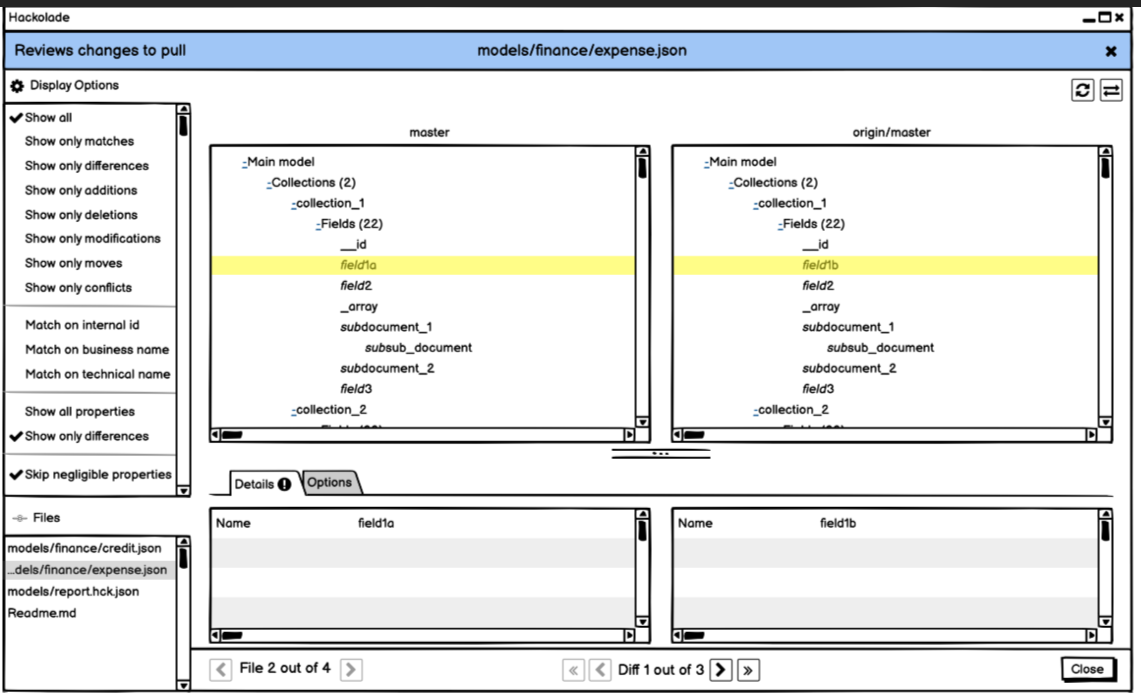 Hackolade
Reviews changes to pull
models/finance/expense.json
Display Options
Show all
Show only matches
Show only differences
Show only additions
Show only deletions
Show only modifications
Show only moves
Show only conflicts
Match on internal id
Match on business name
Match on technical name
Show all properties
Show only differences
Skip negligible properties
Files
models/finance/credit.json
...dels/finance/expense.json
models/report.hck.json
Readme.md
master
-Main model
-Collections (2)
-collection_1
-Fields (22)
__id
field1a
field2
_array
subdocument_1
subsub_document
subdocument_2
field3
-collection_2
origin/master
-Main model
-Collections (2)
-collection_1
-Fields (22)
__id
field1b
field2
_array
subdocument_1
subsub_document
subdocument_2
field3
-collection_2
Details
Options
Name field1a
Name field1b
File 2 out of 4
Diff 1 out of 3
Close